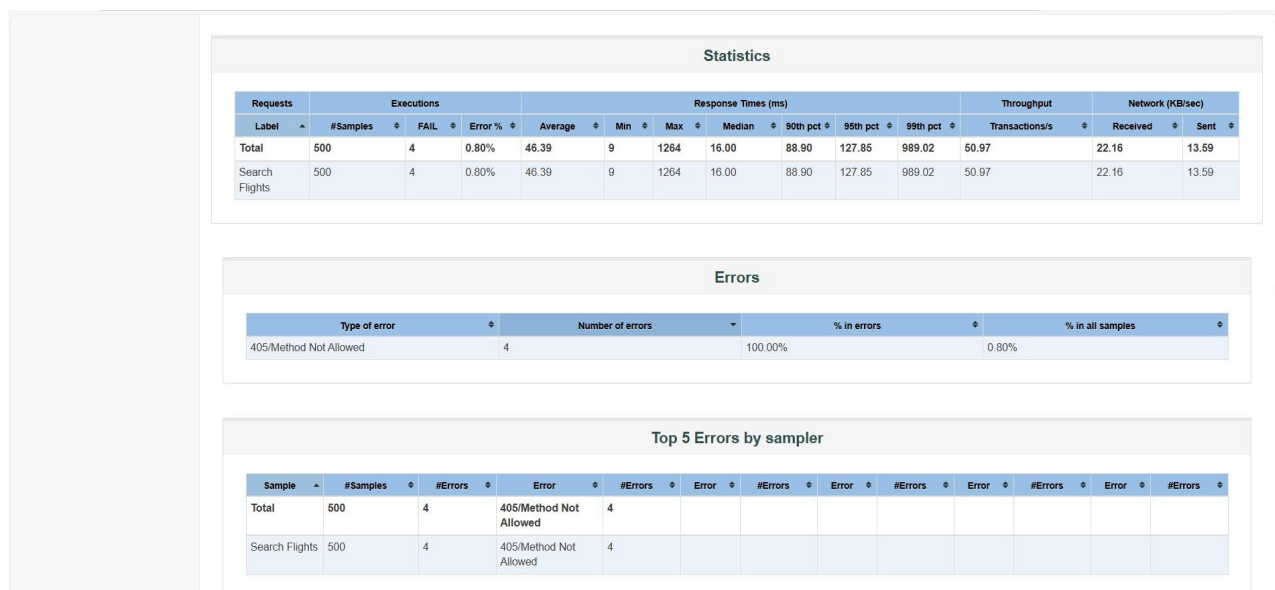 Statistics
Requests Executions Response Times (ms) Throughput Network (KB/sec)
Label #Samples FAIL Error % Average Min Max Median 90th pct 95th pct 99th pct Transactions/s Received Sent
Total 500 4 0.80% 46.39 9 1264 16.00 88.90 127.85 989.02 50.97 22.16 13.59
Search 500 4 0.80% 46.39 9 1264 16.00 88.90 127.85 989.02 50.97 22.16 13.59
Flights
Errors
Type of error Number of errors % in errors % in all samples
405/Method Not Allowed 4 100.00% 0.80%
Top 5 Errors by sampler
Sample #Samples #Errors Error #Errors Error #Errors Error #Errors Error #Errors Error #Errors
Total 500 4 405/Method Not 4
Allowed
Search Flights 500 4 405/Method Not 4
Allowed